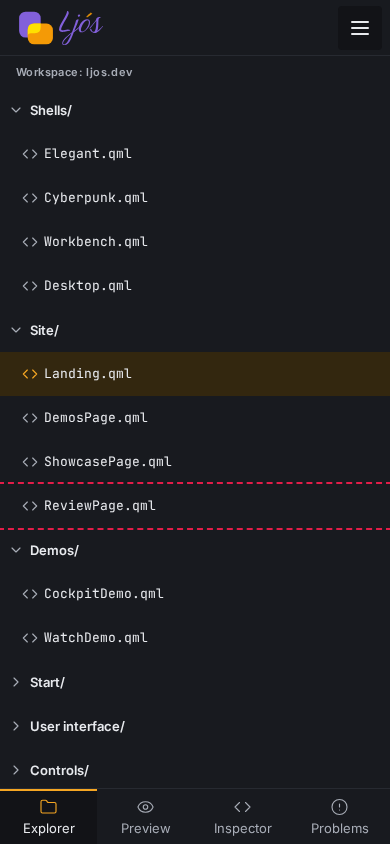 Ljós
Workspace: ljos.dev
Shells/
Elegant.qml
Cyberpunk.qml
Workbench.qml
Desktop.qml
Site/
Landing.qml
DemosPage.qml
ShowcasePage.qml
ReviewPage.qml
Demos/
CockpitDemo.qml
WatchDemo.qml
Start/
User interface/
Controls/
Explorer Preview Inspector Problems